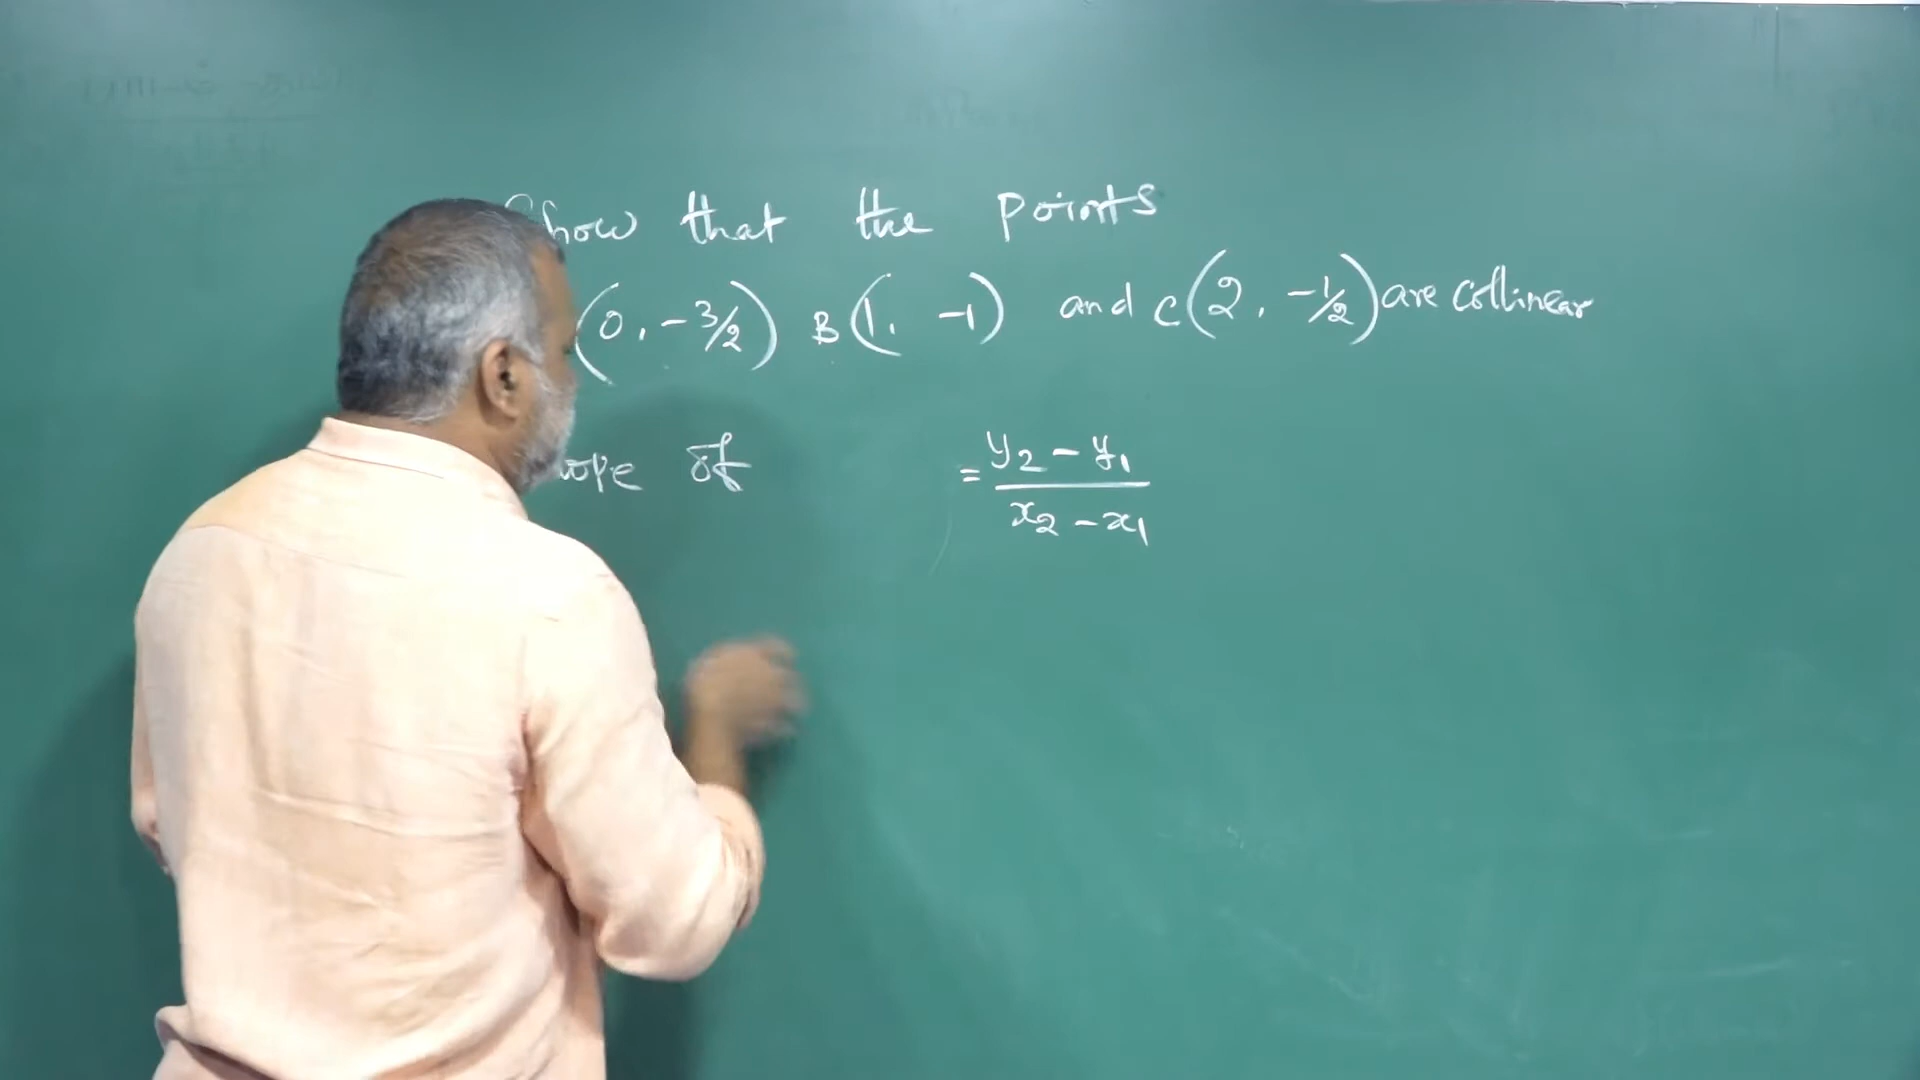 Show that the points
(0, -3/2) B(1, -1) and C(2, -1/2) are collinear
of = y₂ - y₁
x₂ - x₁